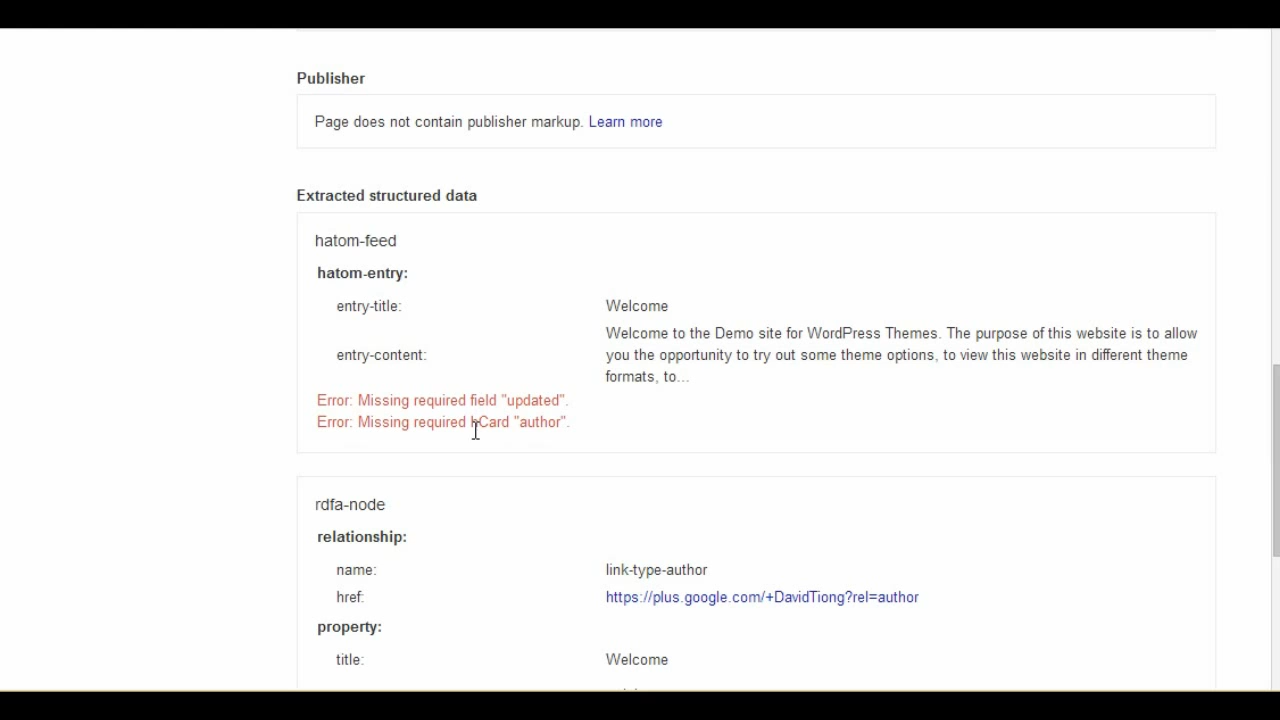 Publisher
Page does not contain publisher markup. Learn more
Extracted structured data
hatom-feed
hatom-entry:
entry-title: Welcome
Welcome to the Demo site for WordPress Themes. The purpose of this website is to allow
entry-content: you the opportunity to try out some theme options, to view this website in different theme
formats, to...
Error: Missing required field "updated".
Error: Missing required hCard "author".
rdfa-node
relationship:
name: link-type-author
href: https://plus.google.com/+DavidTiong?rel=author
property:
title: Welcome